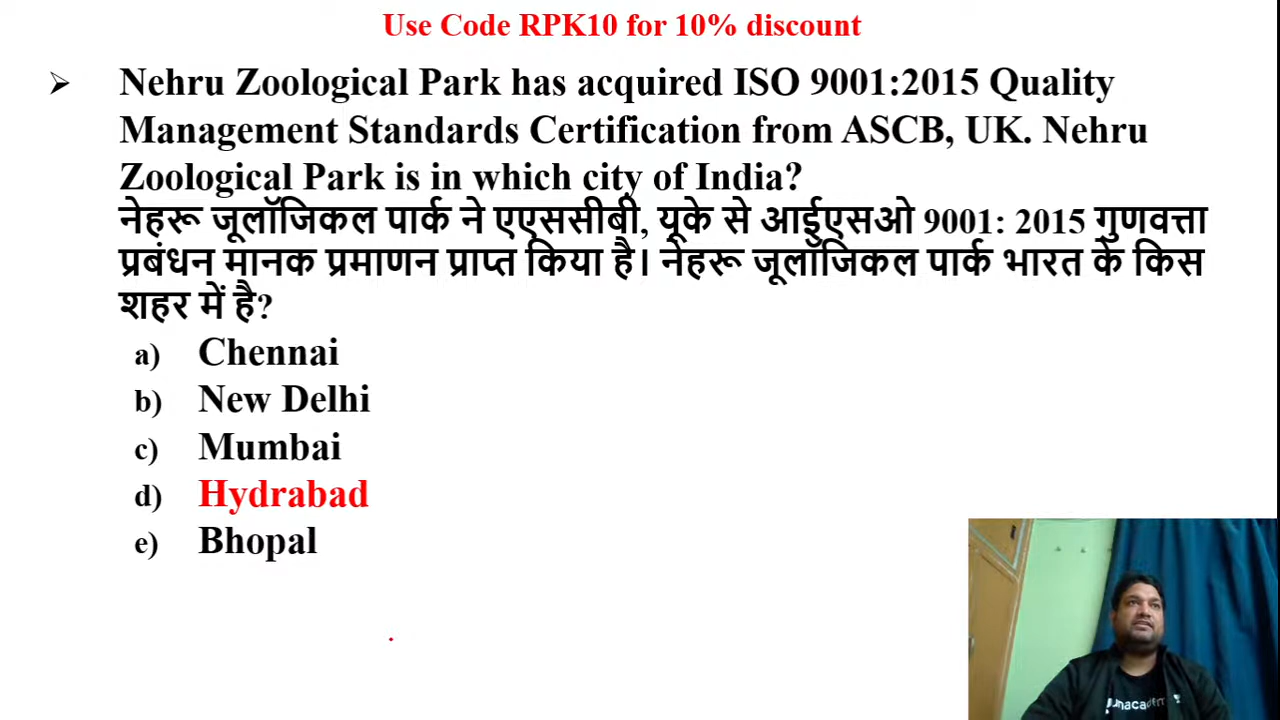 Use Code RPK10 for 10% discount
➢ Nehru Zoological Park has acquired ISO 9001:2015 Quality
Management Standards Certification from ASCB, UK. Nehru
Zoological Park is in which city of India?
नेहरू जूलॉजिकल पार्क ने एएससीबी, यूके से आईएसओ 9001: 2015 गुणवत्ता
प्रबंधन मानक प्रमाणन प्राप्त किया है। नेहरू जूलॉजिकल पार्क भारत के किस
शहर में है?
a) Chennai
b) New Delhi
c) Mumbai
d) Hydrabad
e) Bhopal